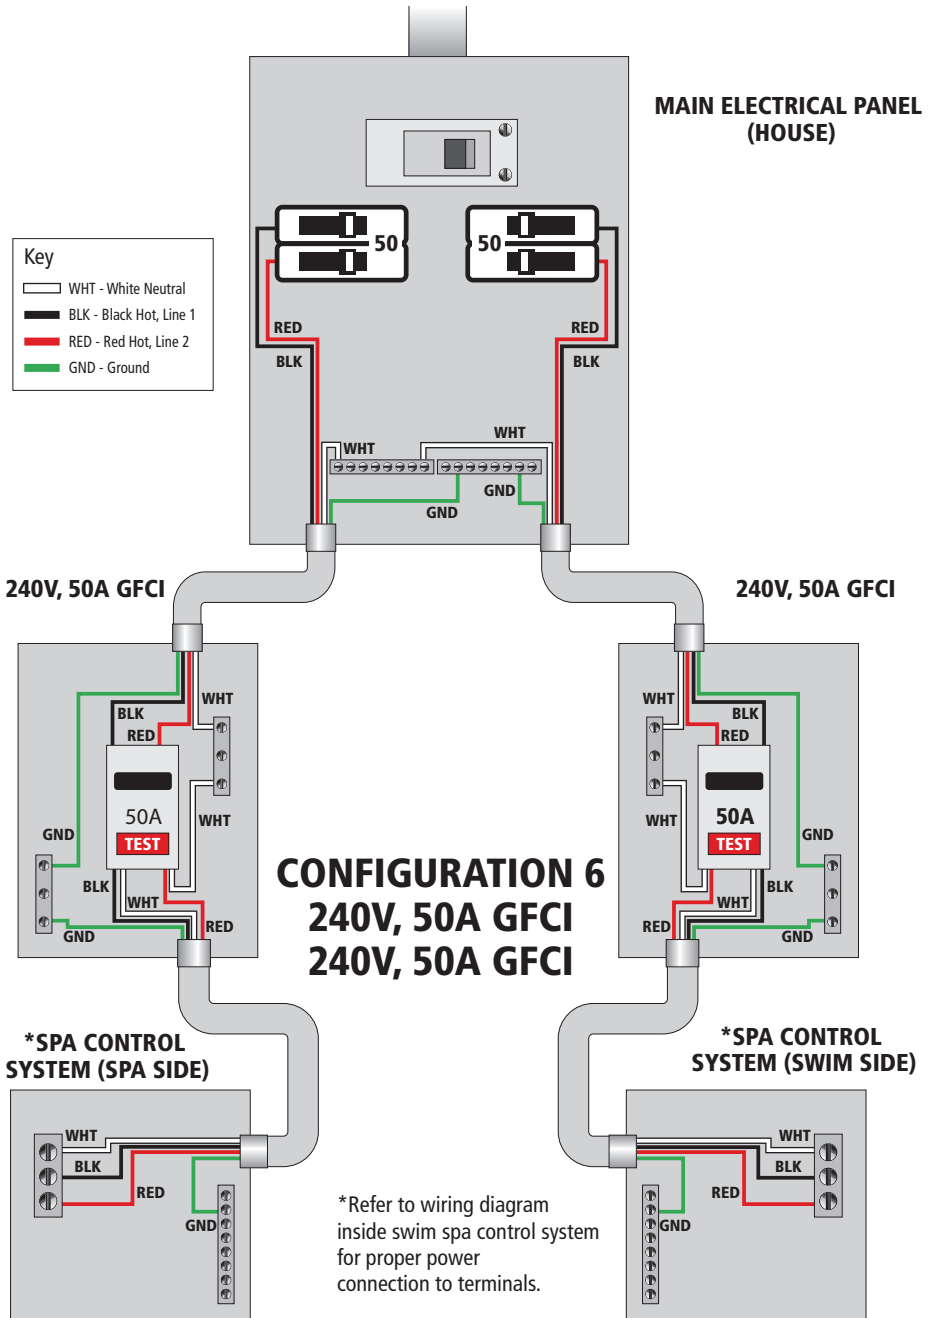 MAIN ELECTRICAL PANEL
(HOUSE)
50
50
Key
WHT - White Neutral
BLK - Black Hot, Line 1
RED - Red Hot, Line 2
GND - Ground
RED
BLK
RED
BLK
WHT
WHT
GND
GND
240V, 50A GFCI
240V, 50A GFCI
WHT
BLK
RED
50A
TEST
WHT
GND
BLK
WHT
RED
GND
WHT
BLK
RED
50A
TEST
WHT
GND
BLK
WHT
RED
GND
CONFIGURATION 6
240V, 50A GFCI
240V, 50A GFCI
*SPA CONTROL
SYSTEM (SPA SIDE)
WHT
BLK
RED
GND
*SPA CONTROL
SYSTEM (SWIM SIDE)
WHT
BLK
RED
GND
*Refer to wiring diagram
inside swim spa control system
for proper power
connection to terminals.